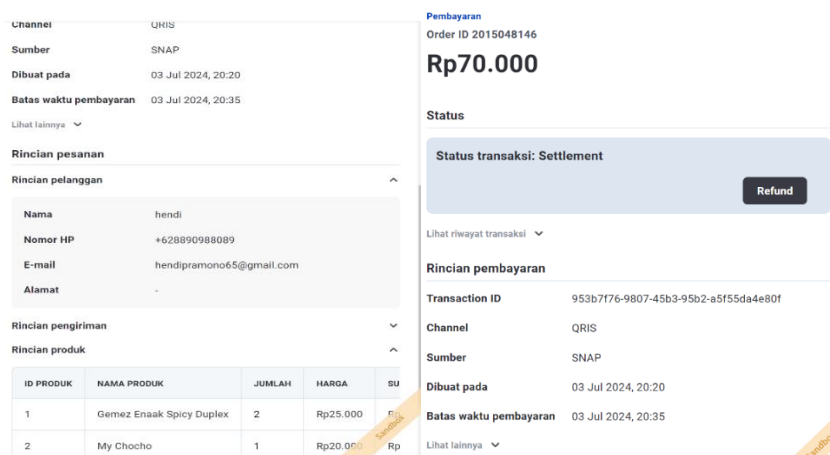 Channel QRIS
Sumber SNAP
Dibuat pada 03 Jul 2024, 20:20
Batas waktu pembayaran 03 Jul 2024, 20:35
Lihat lainnya
Rincian pesanan
Rincian pelanggan
Nama hendi
Nomor HP +628890988089
E-mail hendipramono65@gmail.com
Alamat -
Rincian pengiriman
Rincian produk
ID PRODUK NAMA PRODUK JUMLAH HARGA SU
1 Gemez Enaak Spicy Duplex 2 Rp25.000
2 My Chocho 1 Rp20.000 Rp
Sandbox
Pembayaran
Order ID 2015048146
Rp70.000
Status
Status transaksi: Settlement
Refund
Lihat riwayat transaksi
Rincian pembayaran
Transaction ID 953b7f76-9807-45b3-95b2-a5f55da4e80f
Channel QRIS
Sumber SNAP
Dibuat pada 03 Jul 2024, 20:20
Batas waktu pembayaran 03 Jul 2024, 20:35
Lihat lainnya